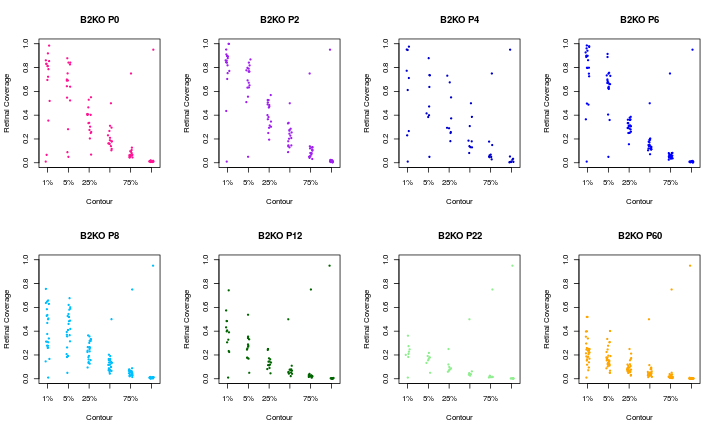 B2KO P0
B2KO P2
B2KO P4
B2KO P6
Retinal Coverage
0.0 0.2 0.4 0.6 0.8 1.0
1% 5% 25% 75%
Contour
Retinal Coverage
0.0 0.2 0.4 0.6 0.8 1.0
1% 5% 25% 75%
Contour
Retinal Coverage
0.0 0.2 0.4 0.6 0.8 1.0
1% 5% 25% 75%
Contour
Retinal Coverage
0.0 0.2 0.4 0.6 0.8 1.0
1% 5% 25% 75%
Contour
B2KO P8
B2KO P12
B2KO P22
B2KO P60
Retinal Coverage
0.0 0.2 0.4 0.6 0.8 1.0
1% 5% 25% 75%
Contour
Retinal Coverage
0.0 0.2 0.4 0.6 0.8 1.0
1% 5% 25% 75%
Contour
Retinal Coverage
0.0 0.2 0.4 0.6 0.8 1.0
1% 5% 25% 75%
Contour
Retinal Coverage
0.0 0.2 0.4 0.6 0.8 1.0
1% 5% 25% 75%
Contour